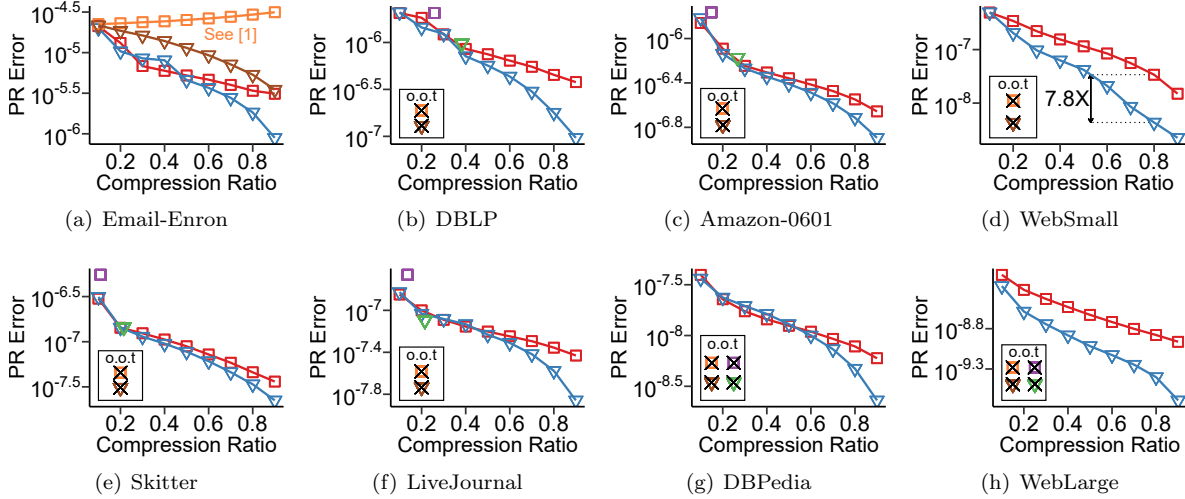 10^-4.5
10^-5
10^-5.5
10^-6
PR Error
See [1]
0.2 0.4 0.6 0.8
Compression Ratio
(a) Email-Enron
10^-6
10^-6.5
10^-7
PR Error
o.o.t
0.2 0.4 0.6 0.8
Compression Ratio
(b) DBLP
10^-6
10^-6.4
10^-6.8
PR Error
o.o.t
0.2 0.4 0.6 0.8
Compression Ratio
(c) Amazon-0601
10^-7
10^-8
PR Error
o.o.t
7.8X
0.2 0.4 0.6 0.8
Compression Ratio
(d) WebSmall
10^-6.5
10^-7
10^-7.5
PR Error
o.o.t
0.2 0.4 0.6 0.8
Compression Ratio
(e) Skitter
10^-7
10^-7.4
10^-7.8
PR Error
o.o.t
0.2 0.4 0.6 0.8
Compression Ratio
(f) LiveJournal
10^-7.5
10^-8
10^-8.5
PR Error
o.o.t
0.2 0.4 0.6 0.8
Compression Ratio
(g) DBPedia
10^-8.8
10^-9.3
PR Error
o.o.t
0.2 0.4 0.6 0.8
Compression Ratio
(h) WebLarge